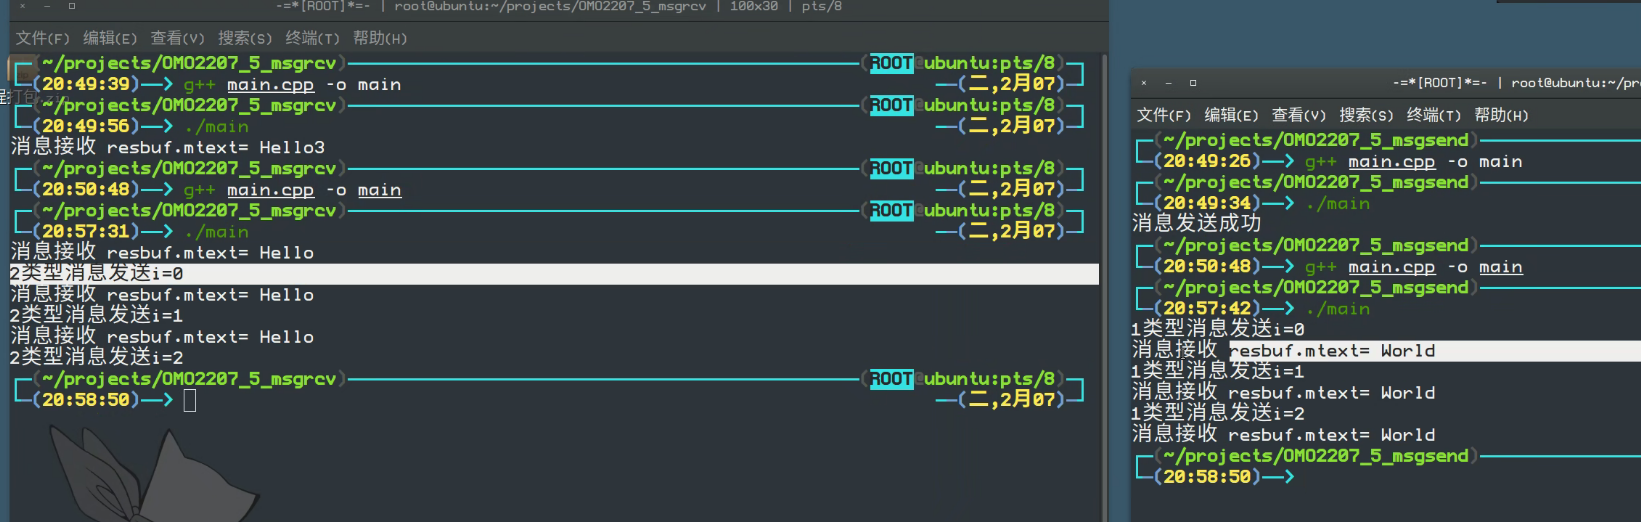 -=*[ROOT]*=- | root@ubuntu:~/projects/OMO2207_5_msgrcv | 100x30 | pts/8
文件(F) 编辑(E) 查看(V) 搜索(S) 终端(T) 帮助(H)
(~/projects/OMO2207_5_msgrcv) (ROOT@ubuntu:pts/8)
(20:49:39)—> g++ main.cpp -o main (二,2月07)
(~/projects/OMO2207_5_msgrcv) (ROOT@ubuntu:pts/8)
(20:49:56)—> ./main (二,2月07)
消息接收 resbuf.mtext= Hello3
(~/projects/OMO2207_5_msgrcv) (ROOT@ubuntu:pts/8)
(20:50:48)—> g++ main.cpp -o main (二,2月07)
(~/projects/OMO2207_5_msgrcv) (ROOT@ubuntu:pts/8)
(20:57:31)—> ./main (二,2月07)
消息接收 resbuf.mtext= Hello
2类型消息发送i=0
消息接收 resbuf.mtext= Hello
2类型消息发送i=1
消息接收 resbuf.mtext= Hello
2类型消息发送i=2
(~/projects/OMO2207_5_msgrcv) (ROOT@ubuntu:pts/8)
(20:58:50)—> (二,2月07)
-=*[ROOT]*=- | root@ubuntu:~/pro
文件(F) 编辑(E) 查看(V) 搜索(S) 终端(T) 帮助(H)
(~/projects/OMO2207_5_msgsend)
(20:49:26)—> g++ main.cpp -o main
(~/projects/OMO2207_5_msgsend)
(20:49:34)—> ./main
消息发送成功
(~/projects/OMO2207_5_msgsend)
(20:50:48)—> g++ main.cpp -o main
(~/projects/OMO2207_5_msgsend)
(20:57:42)—> ./main
1类型消息发送i=0
消息接收 resbuf.mtext= World
1类型消息发送i=1
消息接收 resbuf.mtext= World
1类型消息发送i=2
消息接收 resbuf.mtext= World
(~/projects/OMO2207_5_msgsend)
(20:58:50)—>